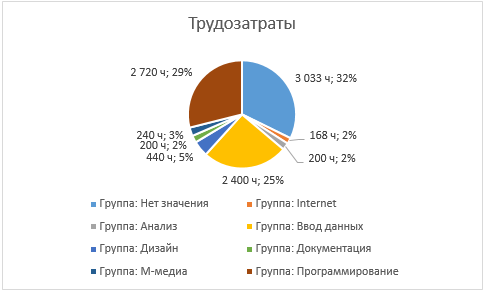 Трудозатраты
2 720 ч; 29%
3 033 ч; 32%
240 ч; 3%
168 ч; 2%
200 ч; 2%
200 ч; 2%
440 ч; 5%
2 400 ч; 25%
Группа: Нет значения
Группа: Internet
Группа: Анализ
Группа: Ввод данных
Группа: Дизайн
Группа: Документация
Группа: М-медиа
Группа: Программирование